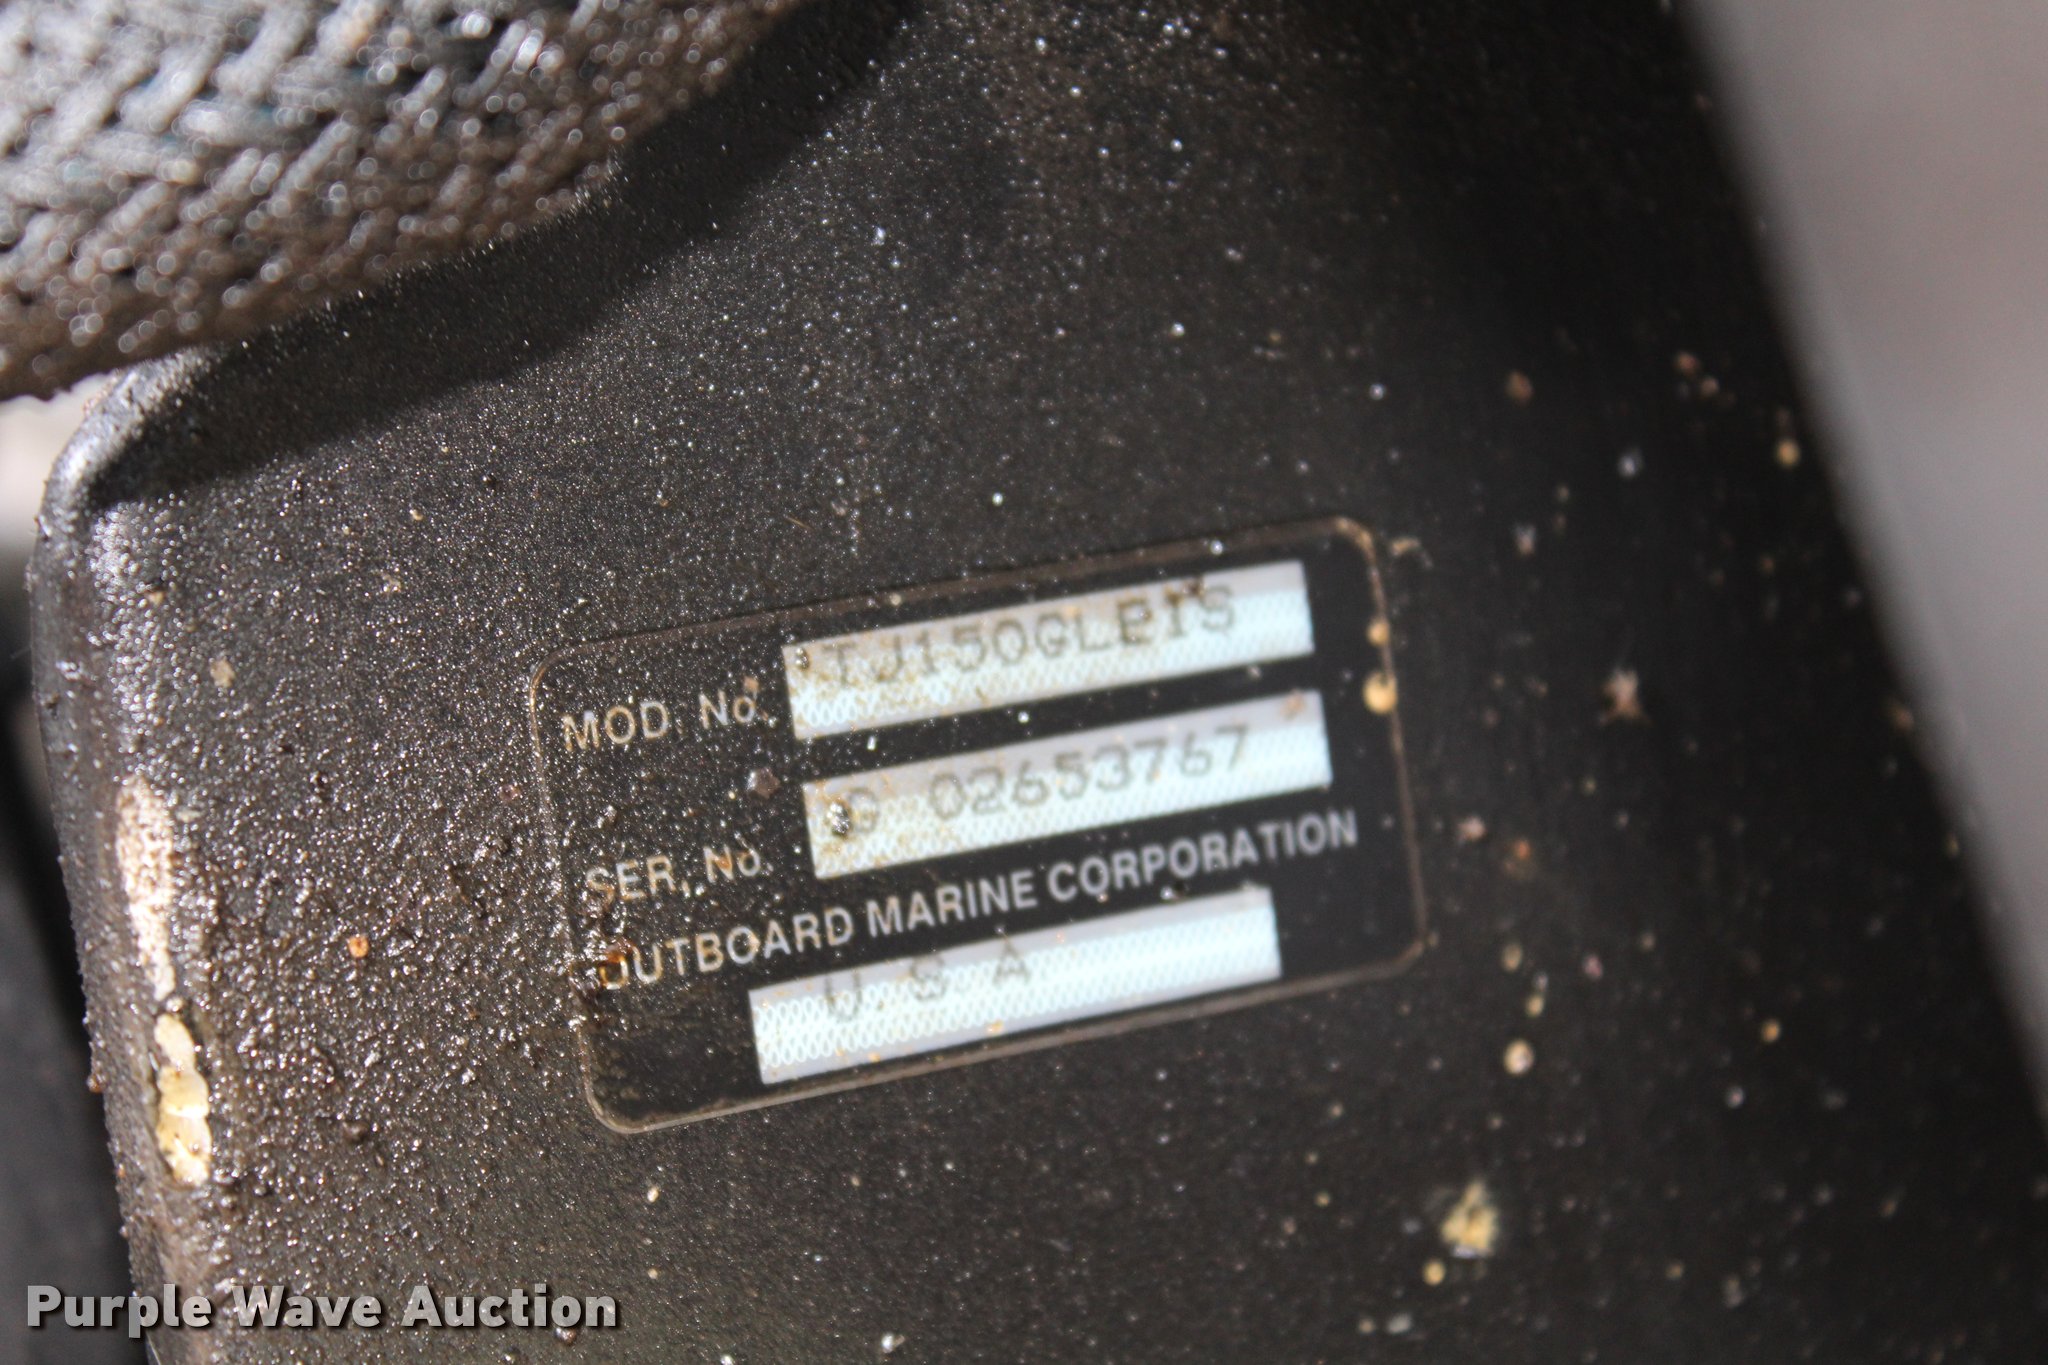 MOD. No. TJ150GLEIS
SER. No. G 02653767
OUTBOARD MARINE CORPORATION
U S A
Purple Wave Auction